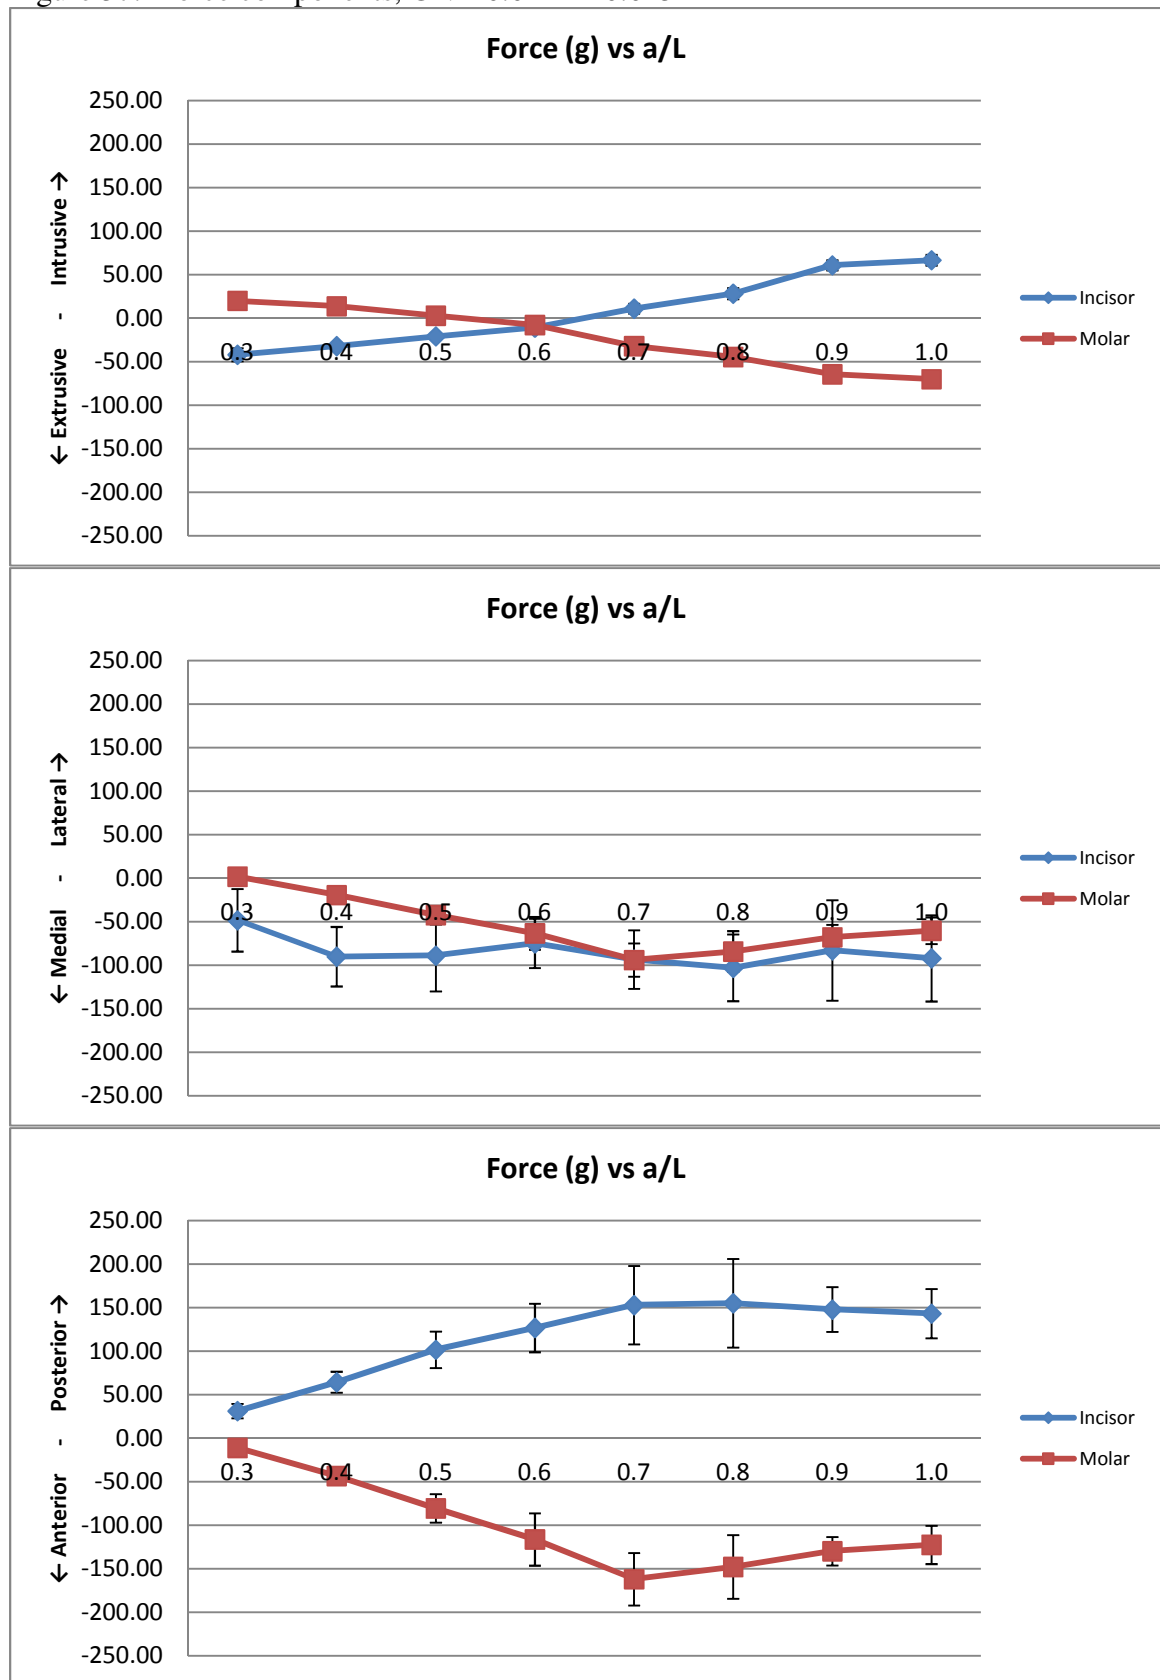 Force (g) vs a/L
← Extrusive - Intrusive →
250.00
200.00
150.00
100.00
50.00
0.00
-50.00
-100.00
-150.00
-200.00
-250.00
0.3 0.4 0.5 0.6 0.7 0.8 0.9 1.0
Incisor
Molar
Force (g) vs a/L
← Medial - Lateral →
250.00
200.00
150.00
100.00
50.00
0.00
-50.00
-100.00
-150.00
-200.00
-250.00
0.3 0.4 0.5 0.6 0.7 0.8 0.9 1.0
Incisor
Molar
Force (g) vs a/L
← Anterior - Posterior →
250.00
200.00
150.00
100.00
50.00
0.00
-50.00
-100.00
-150.00
-200.00
-250.00
0.3 0.4 0.5 0.6 0.7 0.8 0.9 1.0
Incisor
Molar